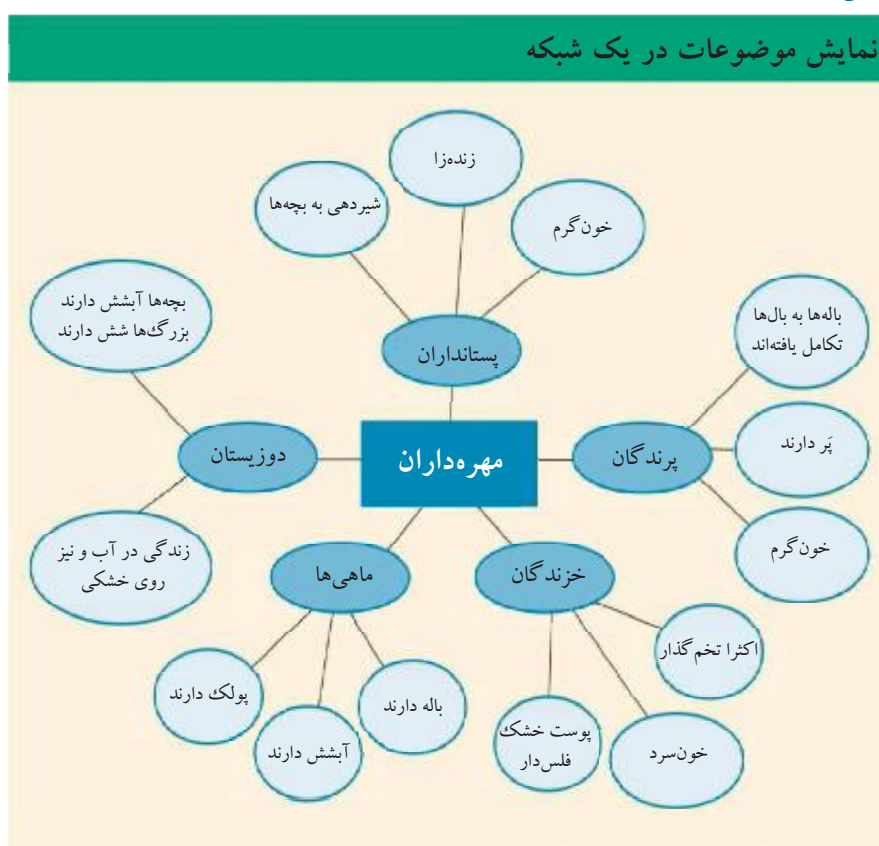 نمایش موضوعات در یک شبکه
زنده‌زا
شیردهی به بچه‌ها
خون‌گرم
پستانداران
بچه‌ها آبشش دارند
بزرگ‌ها شش دارند
باله‌ها به بال‌ها
تکامل یافته‌اند
پَر دارند
خون‌گرم
پرندگان
مهره‌داران
دوزیستان
زندگی در آب و نیز
روی خشکی
ماهی‌ها
خزندگان
اکثرا تخم‌گذار
خون‌سرد
پوست خشک
فلس‌دار
باله دارند
آبشش دارند
پولک دارند